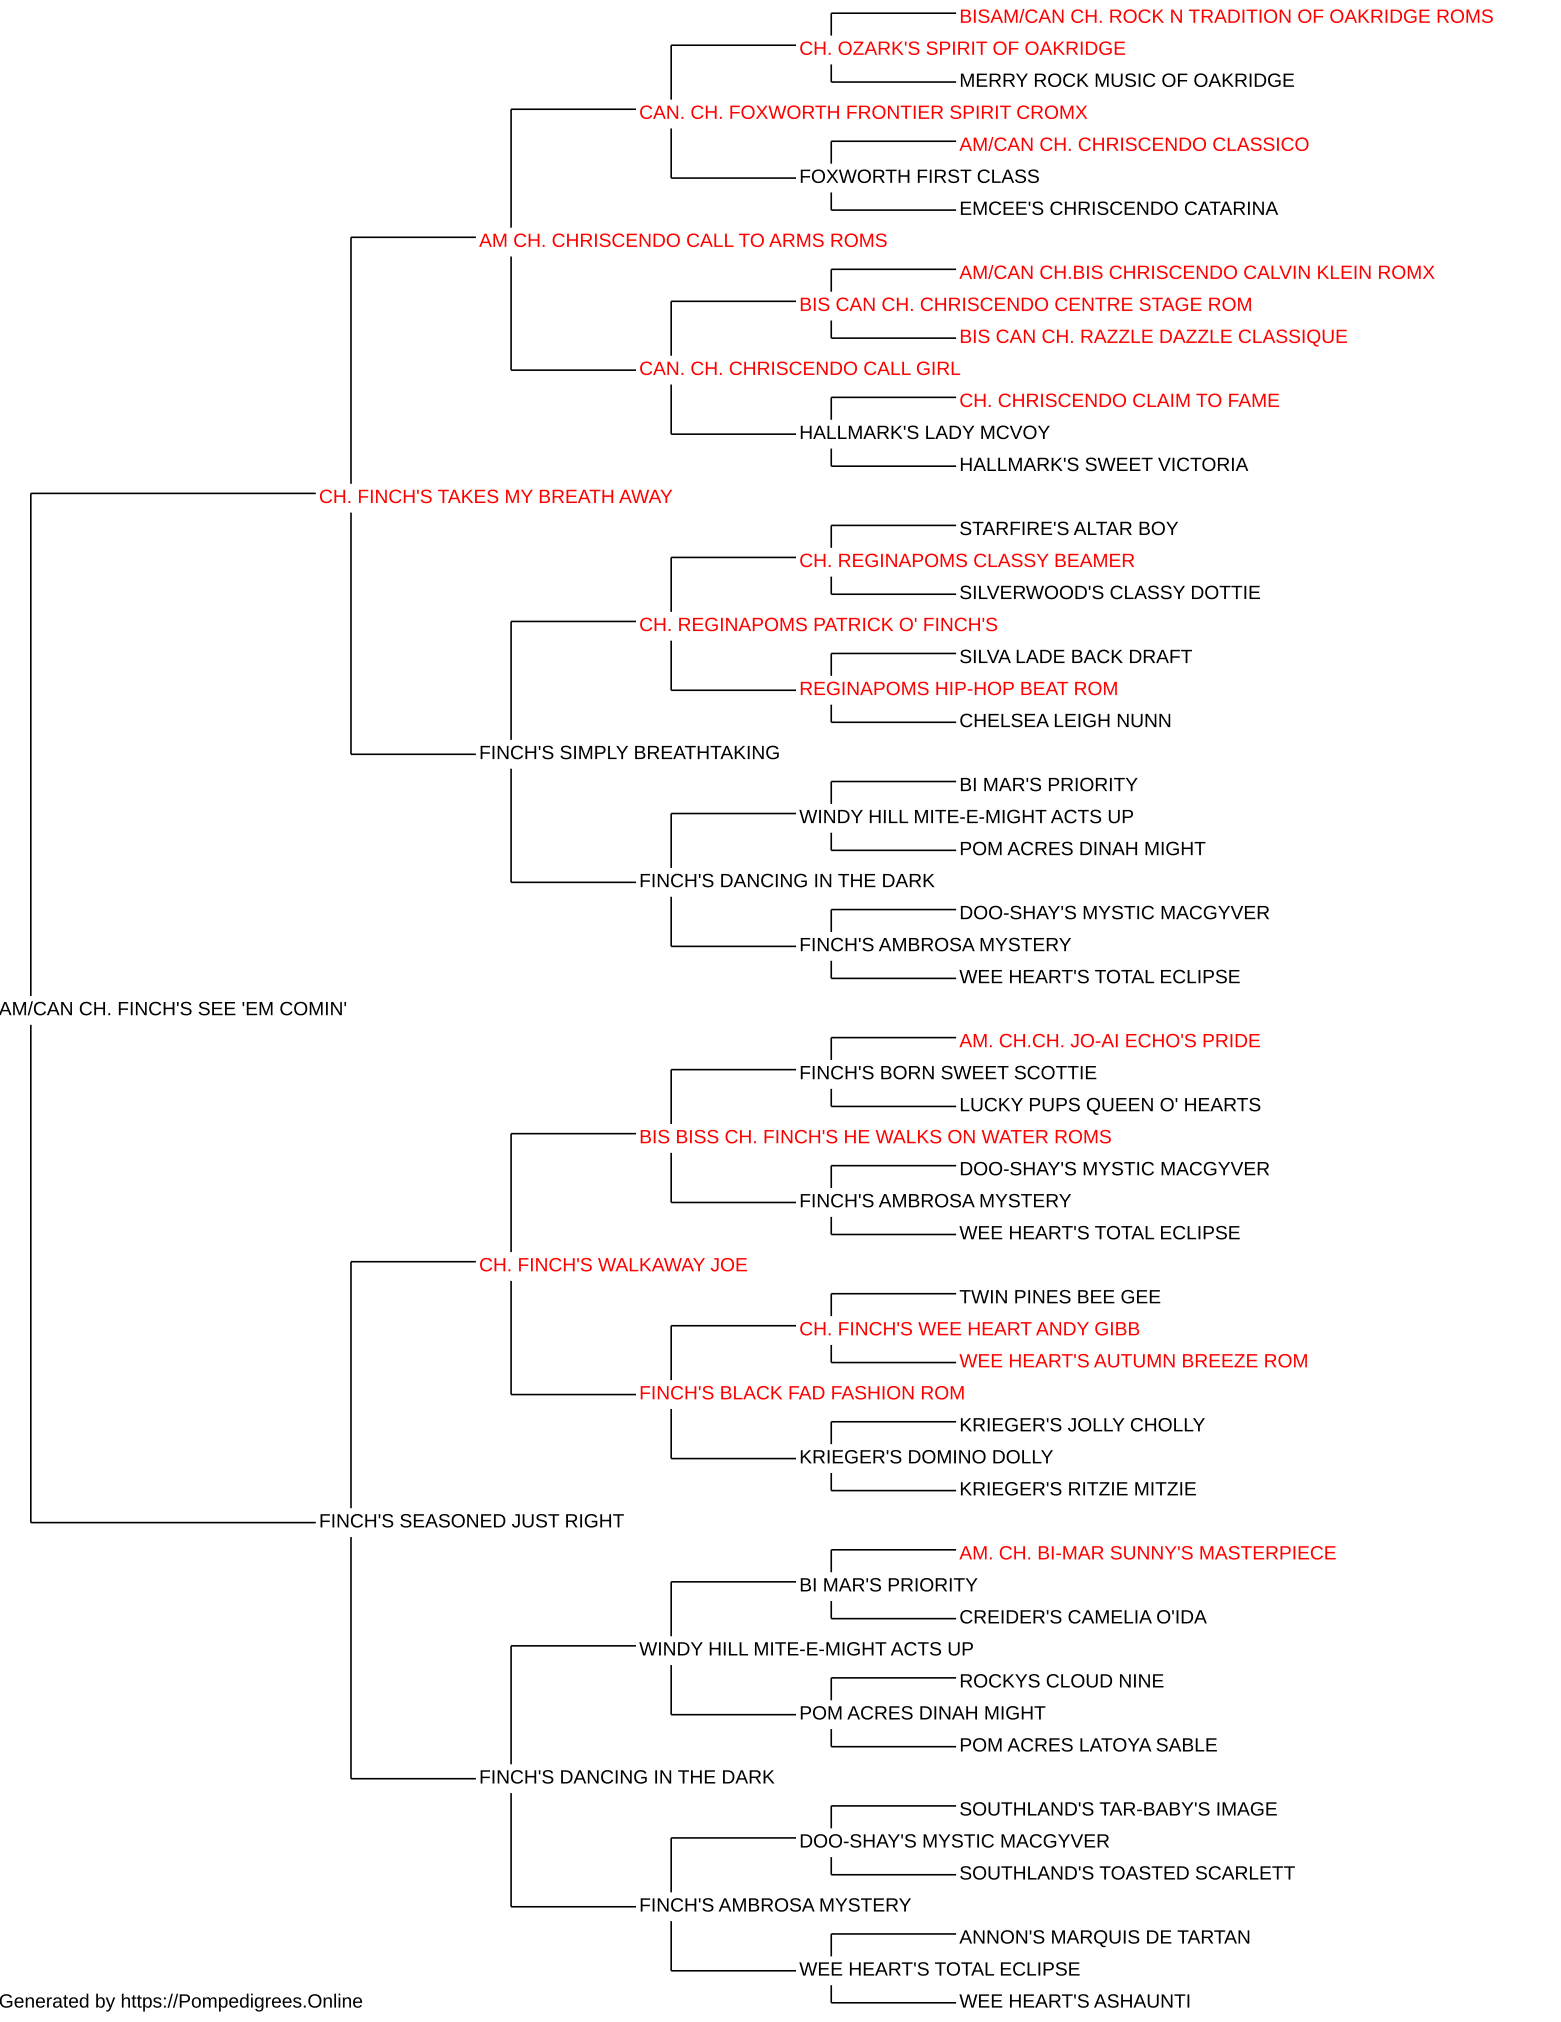 BISAM/CAN CH. ROCK N TRADITION OF OAKRIDGE ROMS
CH. OZARK'S SPIRIT OF OAKRIDGE
MERRY ROCK MUSIC OF OAKRIDGE
CAN. CH. FOXWORTH FRONTIER SPIRIT CROMX
AM/CAN CH. CHRISCENDO CLASSICO
FOXWORTH FIRST CLASS
EMCEE'S CHRISCENDO CATARINA
AM CH. CHRISCENDO CALL TO ARMS ROMS
AM/CAN CH.BIS CHRISCENDO CALVIN KLEIN ROMX
BIS CAN CH. CHRISCENDO CENTRE STAGE ROM
BIS CAN CH. RAZZLE DAZZLE CLASSIQUE
CAN. CH. CHRISCENDO CALL GIRL
CH. CHRISCENDO CLAIM TO FAME
HALLMARK'S LADY MCVOY
HALLMARK'S SWEET VICTORIA
CH. FINCH'S TAKES MY BREATH AWAY
STARFIRE'S ALTAR BOY
CH. REGINAPOMS CLASSY BEAMER
SILVERWOOD'S CLASSY DOTTIE
CH. REGINAPOMS PATRICK O' FINCH'S
SILVA LADE BACK DRAFT
REGINAPOMS HIP-HOP BEAT ROM
CHELSEA LEIGH NUNN
FINCH'S SIMPLY BREATHTAKING
BI MAR'S PRIORITY
WINDY HILL MITE-E-MIGHT ACTS UP
POM ACRES DINAH MIGHT
FINCH'S DANCING IN THE DARK
DOO-SHAY'S MYSTIC MACGYVER
FINCH'S AMBROSA MYSTERY
WEE HEART'S TOTAL ECLIPSE
AM/CAN CH. FINCH'S SEE 'EM COMIN'
AM. CH.CH. JO-AI ECHO'S PRIDE
FINCH'S BORN SWEET SCOTTIE
LUCKY PUPS QUEEN O' HEARTS
BIS BISS CH. FINCH'S HE WALKS ON WATER ROMS
DOO-SHAY'S MYSTIC MACGYVER
FINCH'S AMBROSA MYSTERY
WEE HEART'S TOTAL ECLIPSE
CH. FINCH'S WALKAWAY JOE
TWIN PINES BEE GEE
CH. FINCH'S WEE HEART ANDY GIBB
WEE HEART'S AUTUMN BREEZE ROM
FINCH'S BLACK FAD FASHION ROM
KRIEGER'S JOLLY CHOLLY
KRIEGER'S DOMINO DOLLY
KRIEGER'S RITZIE MITZIE
FINCH'S SEASONED JUST RIGHT
AM. CH. BI-MAR SUNNY'S MASTERPIECE
BI MAR'S PRIORITY
CREIDER'S CAMELIA O'IDA
WINDY HILL MITE-E-MIGHT ACTS UP
ROCKYS CLOUD NINE
POM ACRES DINAH MIGHT
POM ACRES LATOYA SABLE
FINCH'S DANCING IN THE DARK
SOUTHLAND'S TAR-BABY'S IMAGE
DOO-SHAY'S MYSTIC MACGYVER
SOUTHLAND'S TOASTED SCARLETT
FINCH'S AMBROSA MYSTERY
ANNON'S MARQUIS DE TARTAN
WEE HEART'S TOTAL ECLIPSE
WEE HEART'S ASHAUNTI
Generated by https://Pompedigrees.Online